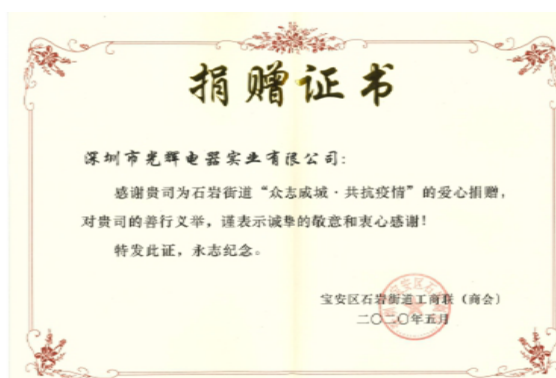 捐赠证书
深圳市光辉电器实业有限公司:
感谢贵司为石岩街道“众志成城·共抗疫情”的爱心捐赠,
对贵司的善行义举,谨表示诚挚的敬意和衷心感谢!
特发此证,永志纪念。
宝安区石岩街道工商联(商会)
二〇二〇年五月